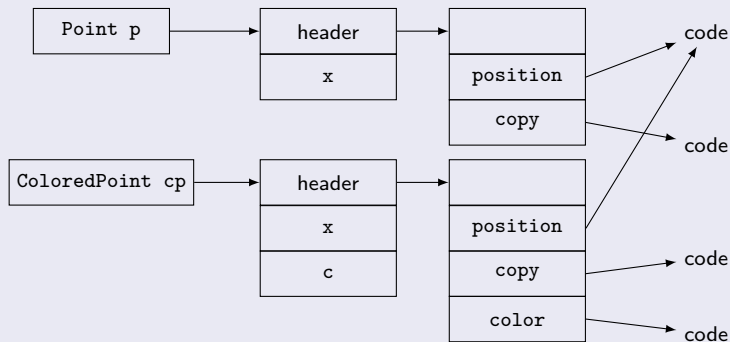 Point p
header
x
position
copy
code
code
ColoredPoint cp
header
x
c
position
copy
color
code
code